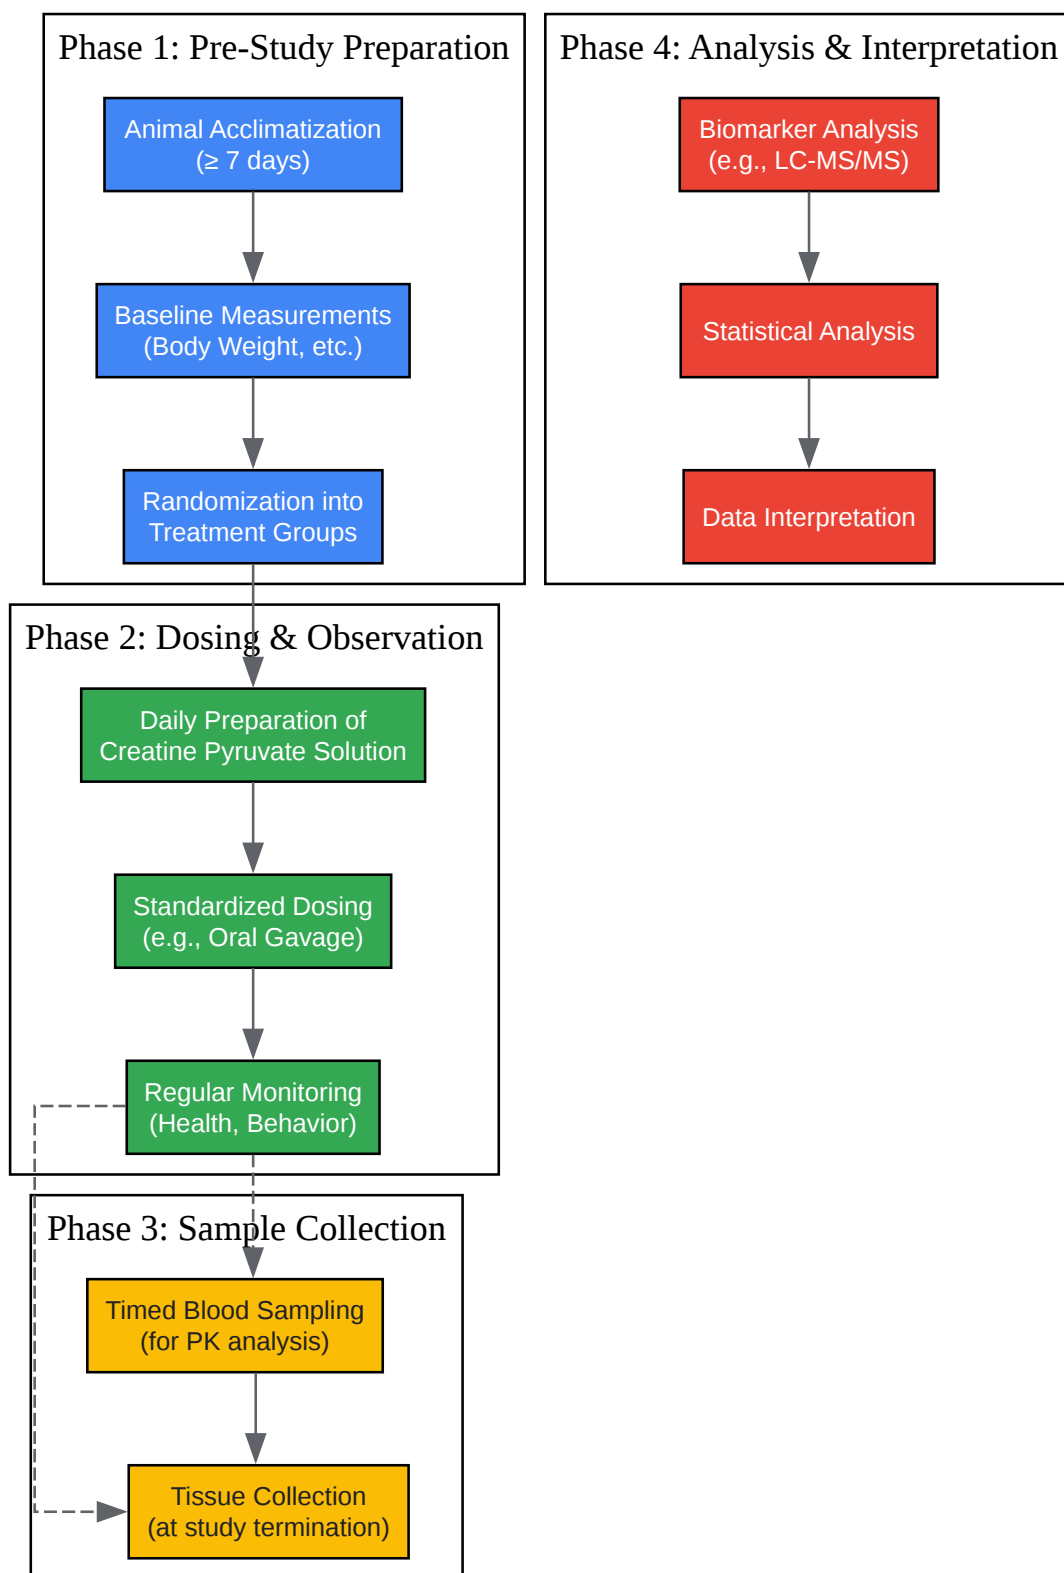 Phase 1: Pre-Study Preparation
Animal Acclimatization
(≥ 7 days)
Baseline Measurements
(Body Weight, etc.)
Randomization into
Treatment Groups
Phase 4: Analysis & Interpretation
Biomarker Analysis
(e.g., LC-MS/MS)
Statistical Analysis
Data Interpretation
Phase 2: Dosing & Observation
Daily Preparation of
Creatine Pyruvate Solution
Standardized Dosing
(e.g., Oral Gavage)
Regular Monitoring
(Health, Behavior)
Phase 3: Sample Collection
Timed Blood Sampling
(for PK analysis)
Tissue Collection
(at study termination)